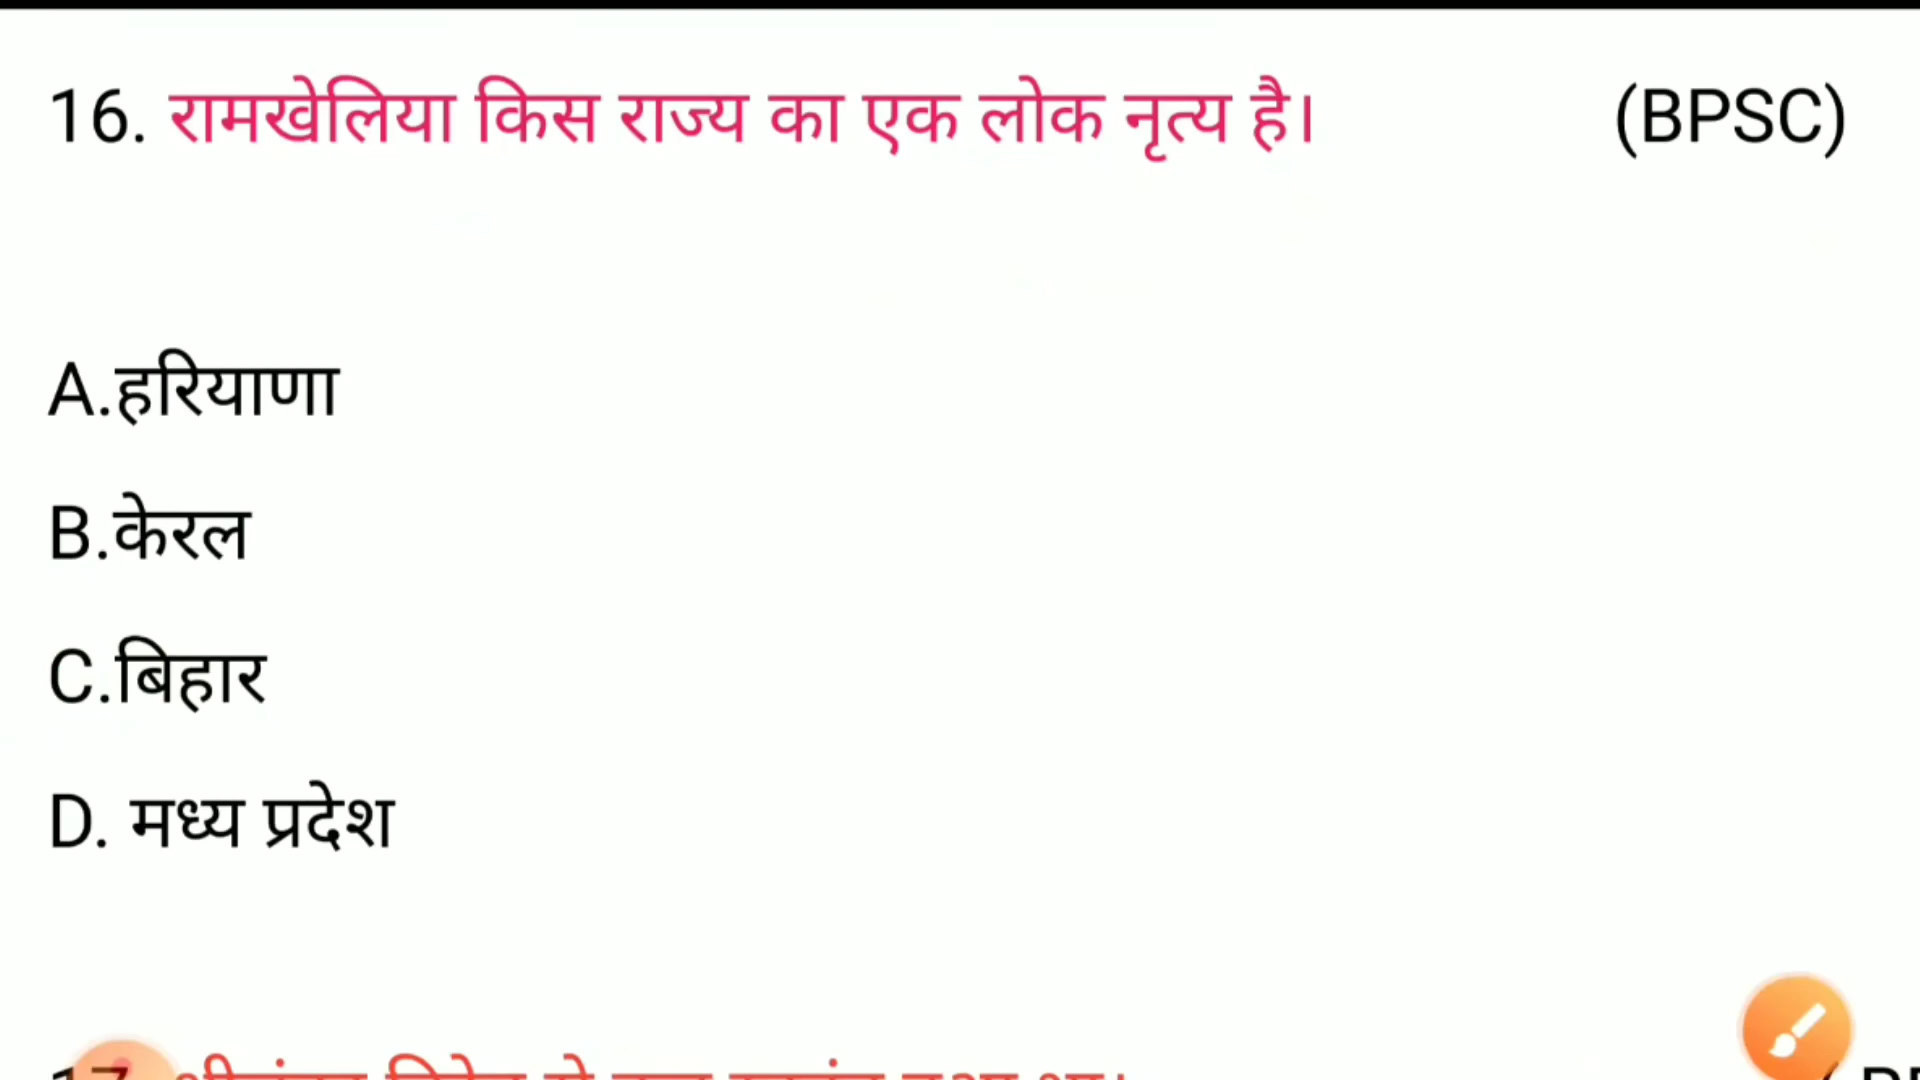 16. रामखेलिया किस राज्य का एक लोक नृत्य है। (BPSC)
A.हरियाणा
B.केरल
C.बिहार
D. मध्य प्रदेश